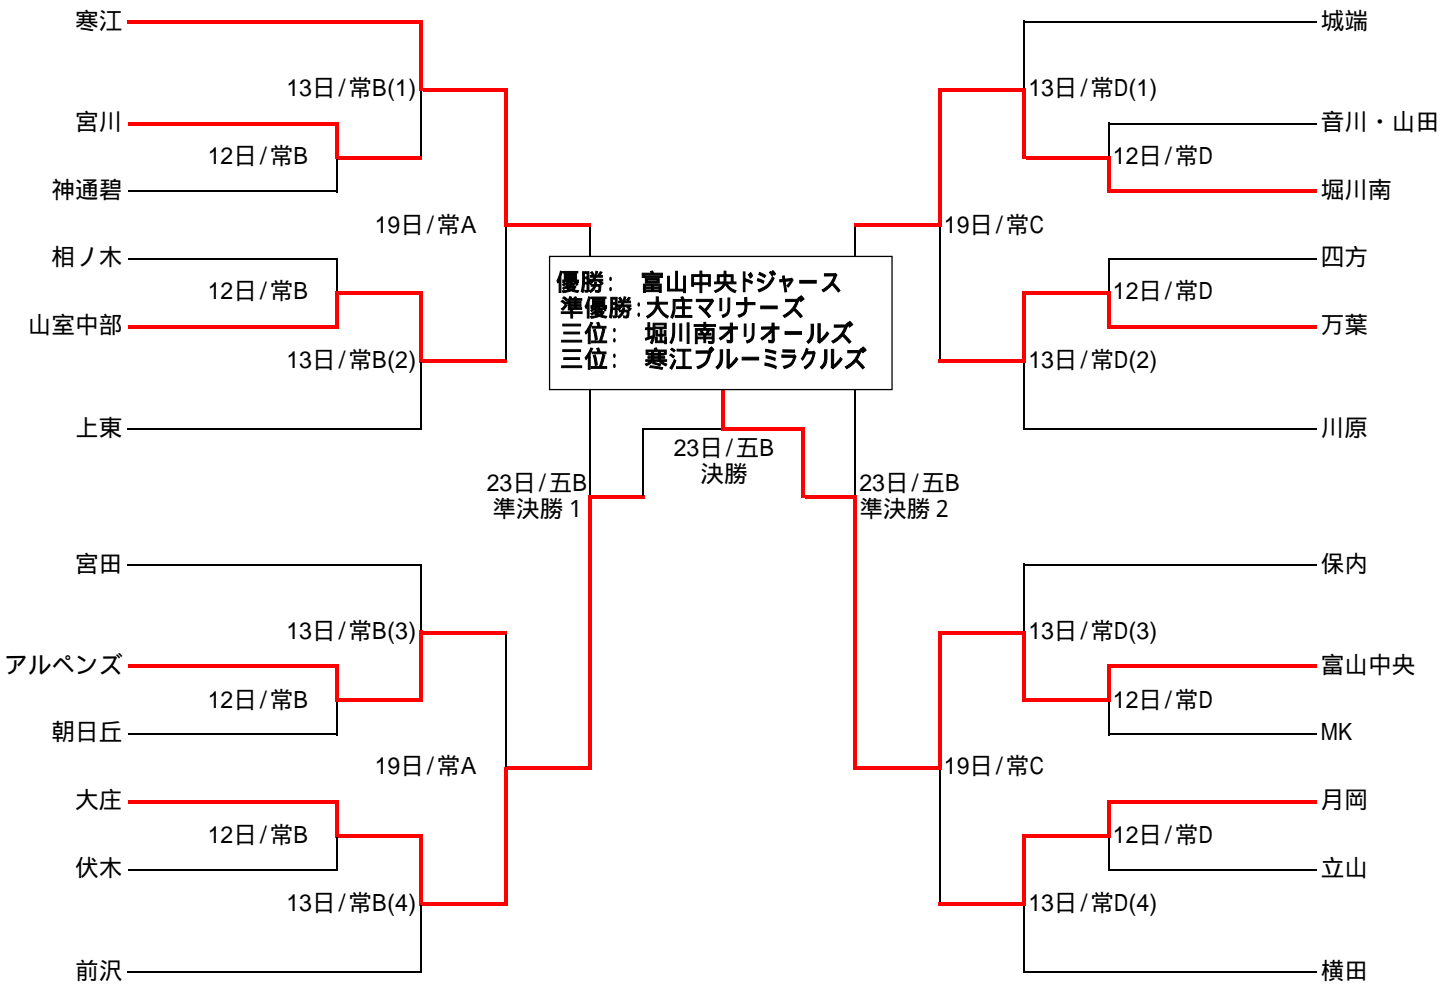 寒江
13日/常B(1)
宮川
12日/常B
神通碧
19日/常A
相ノ木
12日/常B
山室中部
13日/常B(2)
上東
城端
13日/常D(1)
音川・山田
12日/常D
堀川南
19日/常C
四方
12日/常D
万葉
13日/常D(2)
川原
優勝: 富山中央ドジャース
準優勝:大庄マリナーズ
三位: 堀川南オリオールズ
三位: 寒江ブルーミラクルズ
23日/五B
決勝
23日/五B
準決勝1
23日/五B
準決勝2
宮田
13日/常B(3)
アルペンズ
12日/常B
朝日丘
19日/常A
大庄
12日/常B
伏木
13日/常B(4)
前沢
保内
13日/常D(3)
富山中央
12日/常D
MK
19日/常C
月岡
12日/常D
立山
13日/常D(4)
横田